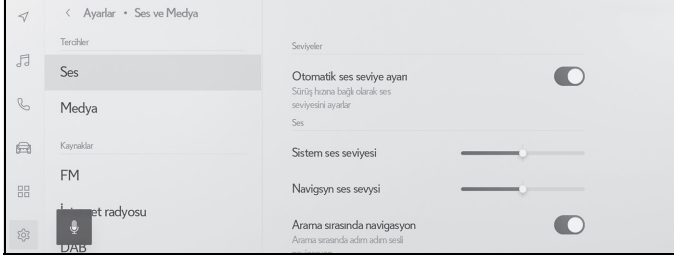 < Ayarlar • Ses ve Medya
Tercihler
Ses
Medya
Kaynaklar
FM
et radyosu
DAB
Seviyeler
Otomatik ses seviye ayarı
Sürüş hızına bağlı olarak ses
seviyesini ayarlar
Ses
Sistem ses seviyesi
Navigsyn ses sevysi
Arama sırasında navigasyon
Arama sırasında adım adım sesli